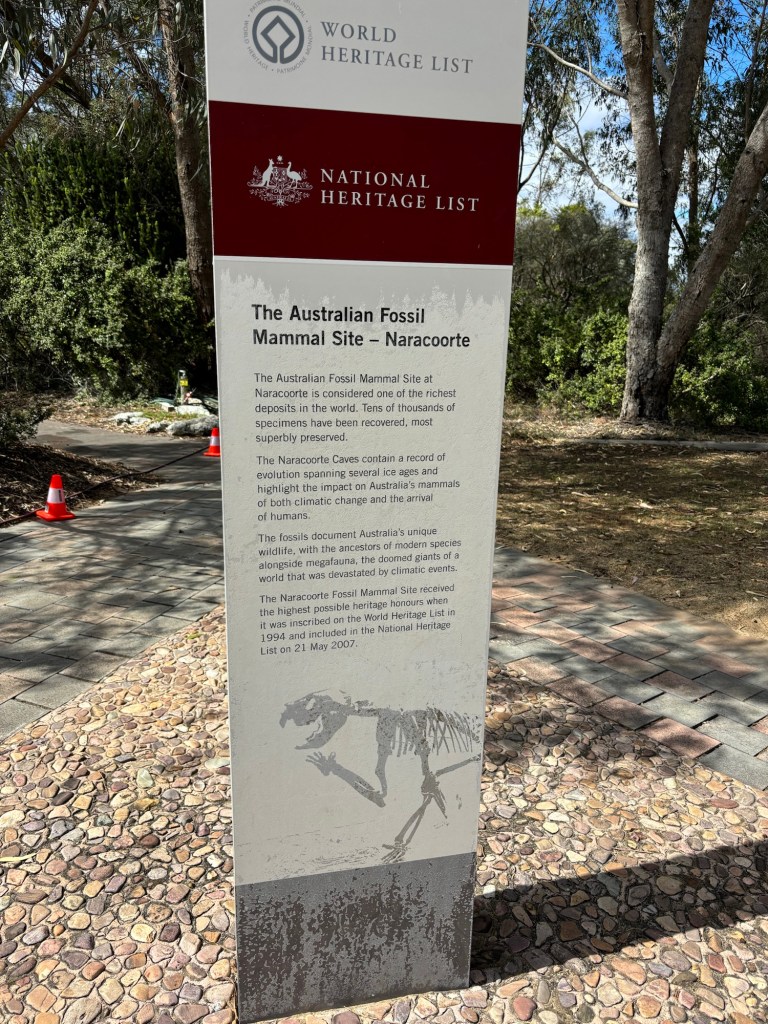 WORLD
HERITAGE LIST
WORLD HERITAGE
PATRIMOINE MONDIAL
NATIONAL
HERITAGE LIST
The Australian Fossil
Mammal Site – Naracoorte
The Australian Fossil Mammal Site at
Naracoorte is considered one of the richest
deposits in the world. Tens of thousands of
specimens have been recovered, most
superbly preserved.
The Naracoorte Caves contain a record of
evolution spanning several ice ages and
highlight the impact on Australia's mammals
of both climatic change and the arrival
of humans.
The fossils document Australia's unique
wildlife, with the ancestors of modern species
alongside megafauna, the doomed giants of a
world that was devastated by climatic events.
The Naracoorte Fossil Mammal Site received
the highest possible heritage honours when
it was inscribed on the World Heritage List in
1994 and included in the National Heritage
List on 21 May 2007.